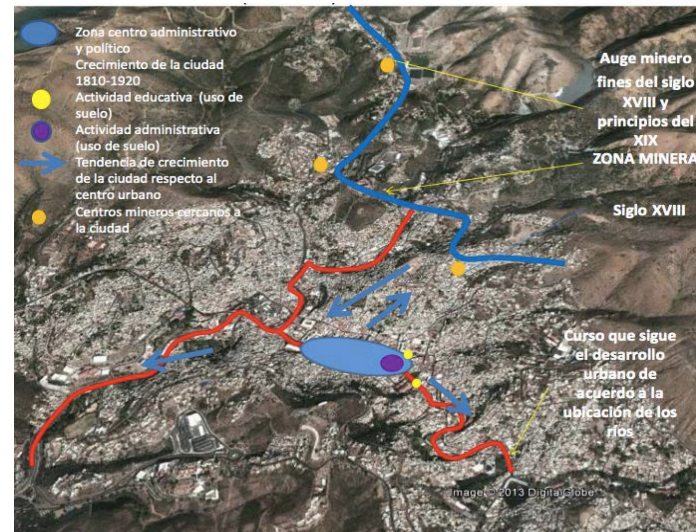 Zona centro administrativo
y político
Crecimiento de la ciudad
1810-1920
Actividad educativa (uso de
suelo)
Actividad administrativa
(uso de suelo)
Tendencia de crecimiento
de la ciudad respecto al
centro urbano
Centros mineros cercanos a
la ciudad
Auge minero
fines del siglo
XVIII y
principios del
XIX
ZONA MINERA
Siglo XVIII
Curso que sigue
el desarrollo
urbano de
acuerdo a la
ubicación de los
ríos
Image © 2013 DigitalGlobe